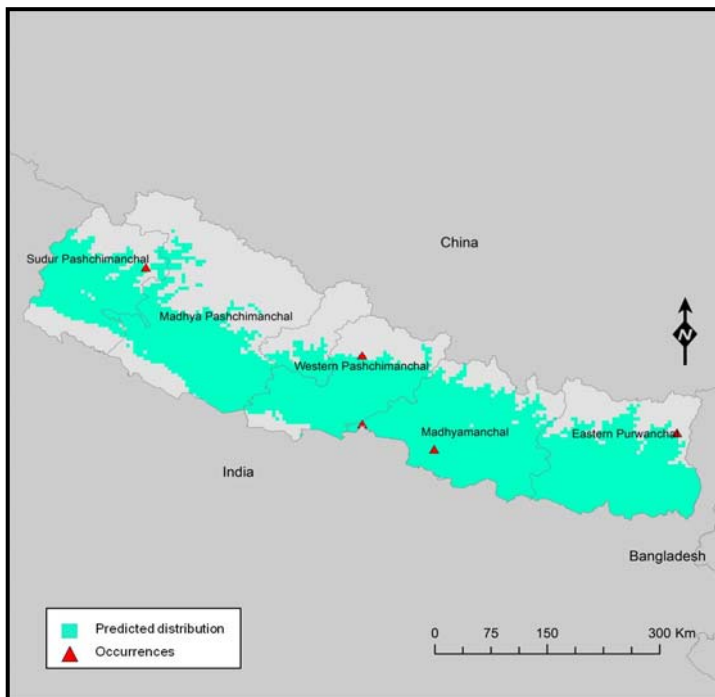 China
Sudur Pashchimanchal
Madhya Pashchimanchal
Western Pashchimanchal
N
Madhyamanchal
Eastern Purwanchal
India
Bangladesh
Predicted distribution
Occurrences
0 75 150 300 Km